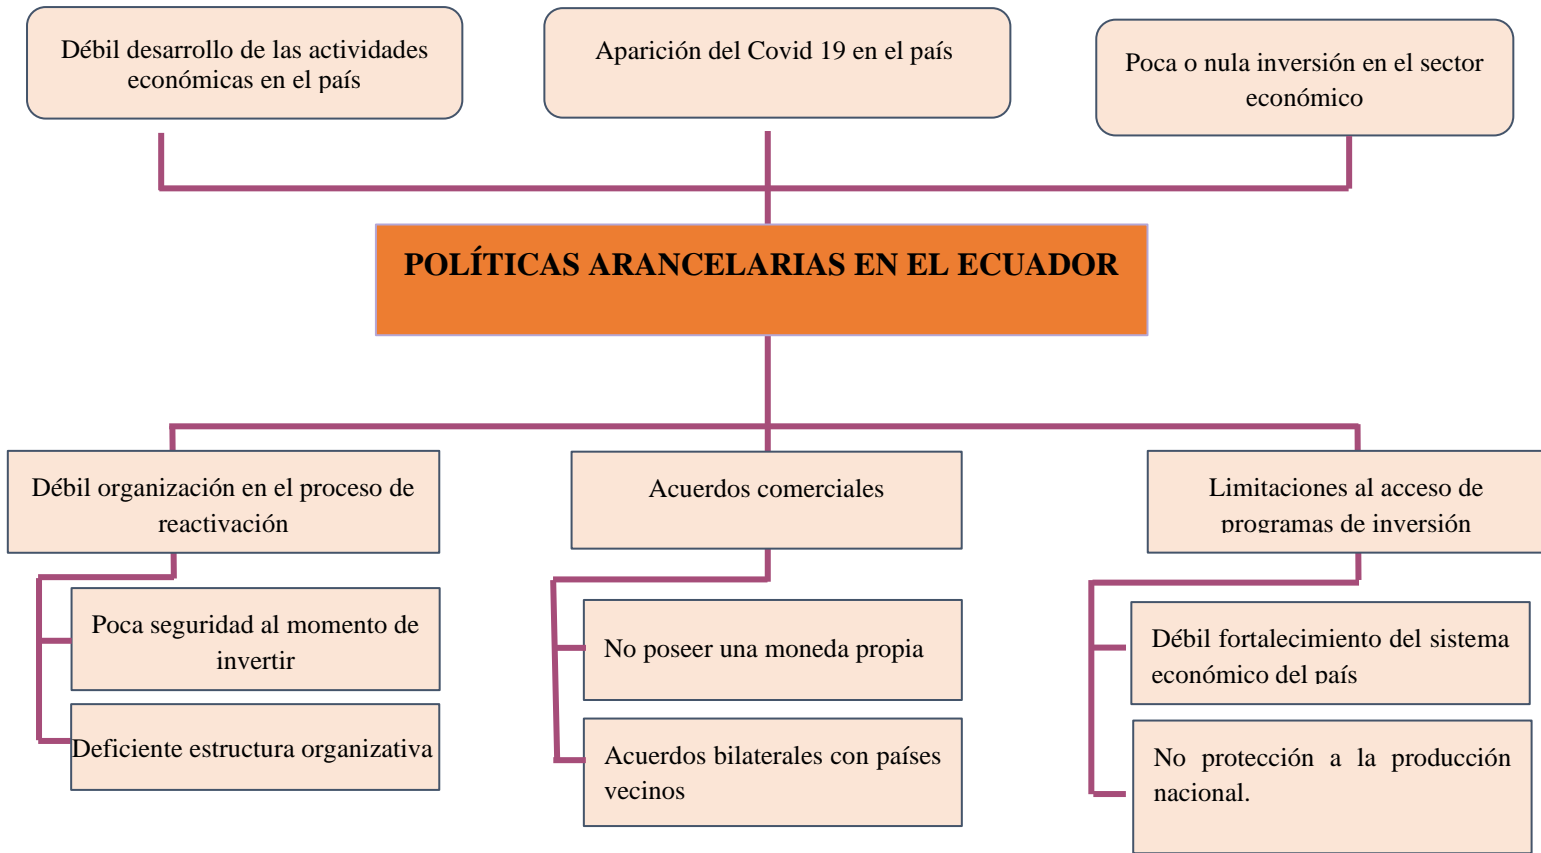 Débil desarrollo de las actividades
económicas en el país
Aparición del Covid 19 en el país
Poca o nula inversión en el sector
económico
POLÍTICAS ARANCELARIAS EN EL ECUADOR
Débil organización en el proceso de
reactivación
Acuerdos comerciales
Limitaciones al acceso de
programas de inversión
Poca seguridad al momento de
invertir
Deficiente estructura organizativa
No poseer una moneda propia
Acuerdos bilaterales con países
vecinos
Débil fortalecimiento del sistema
económico del país
No protección a la producción
nacional.